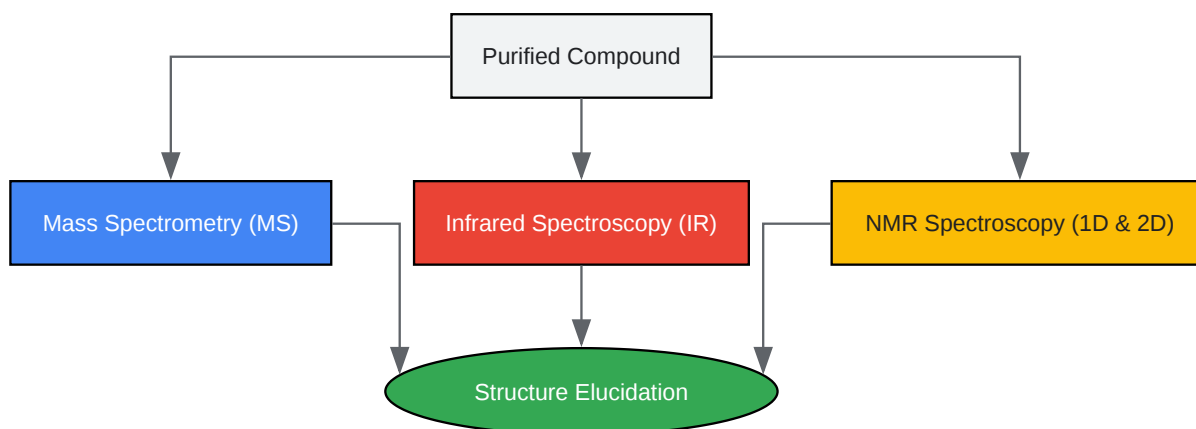 Purified Compound
Mass Spectrometry (MS)
Infrared Spectroscopy (IR)
NMR Spectroscopy (1D & 2D)
Structure Elucidation